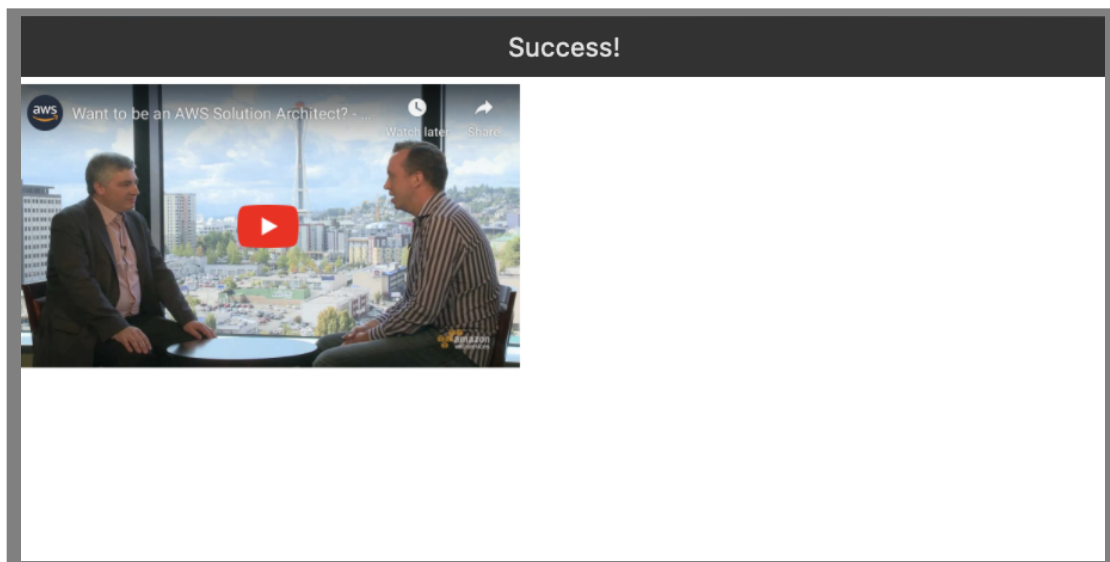 Success!
aws
Want to be an AWS Solution Architect? - ...
Watch later
Share
amazon